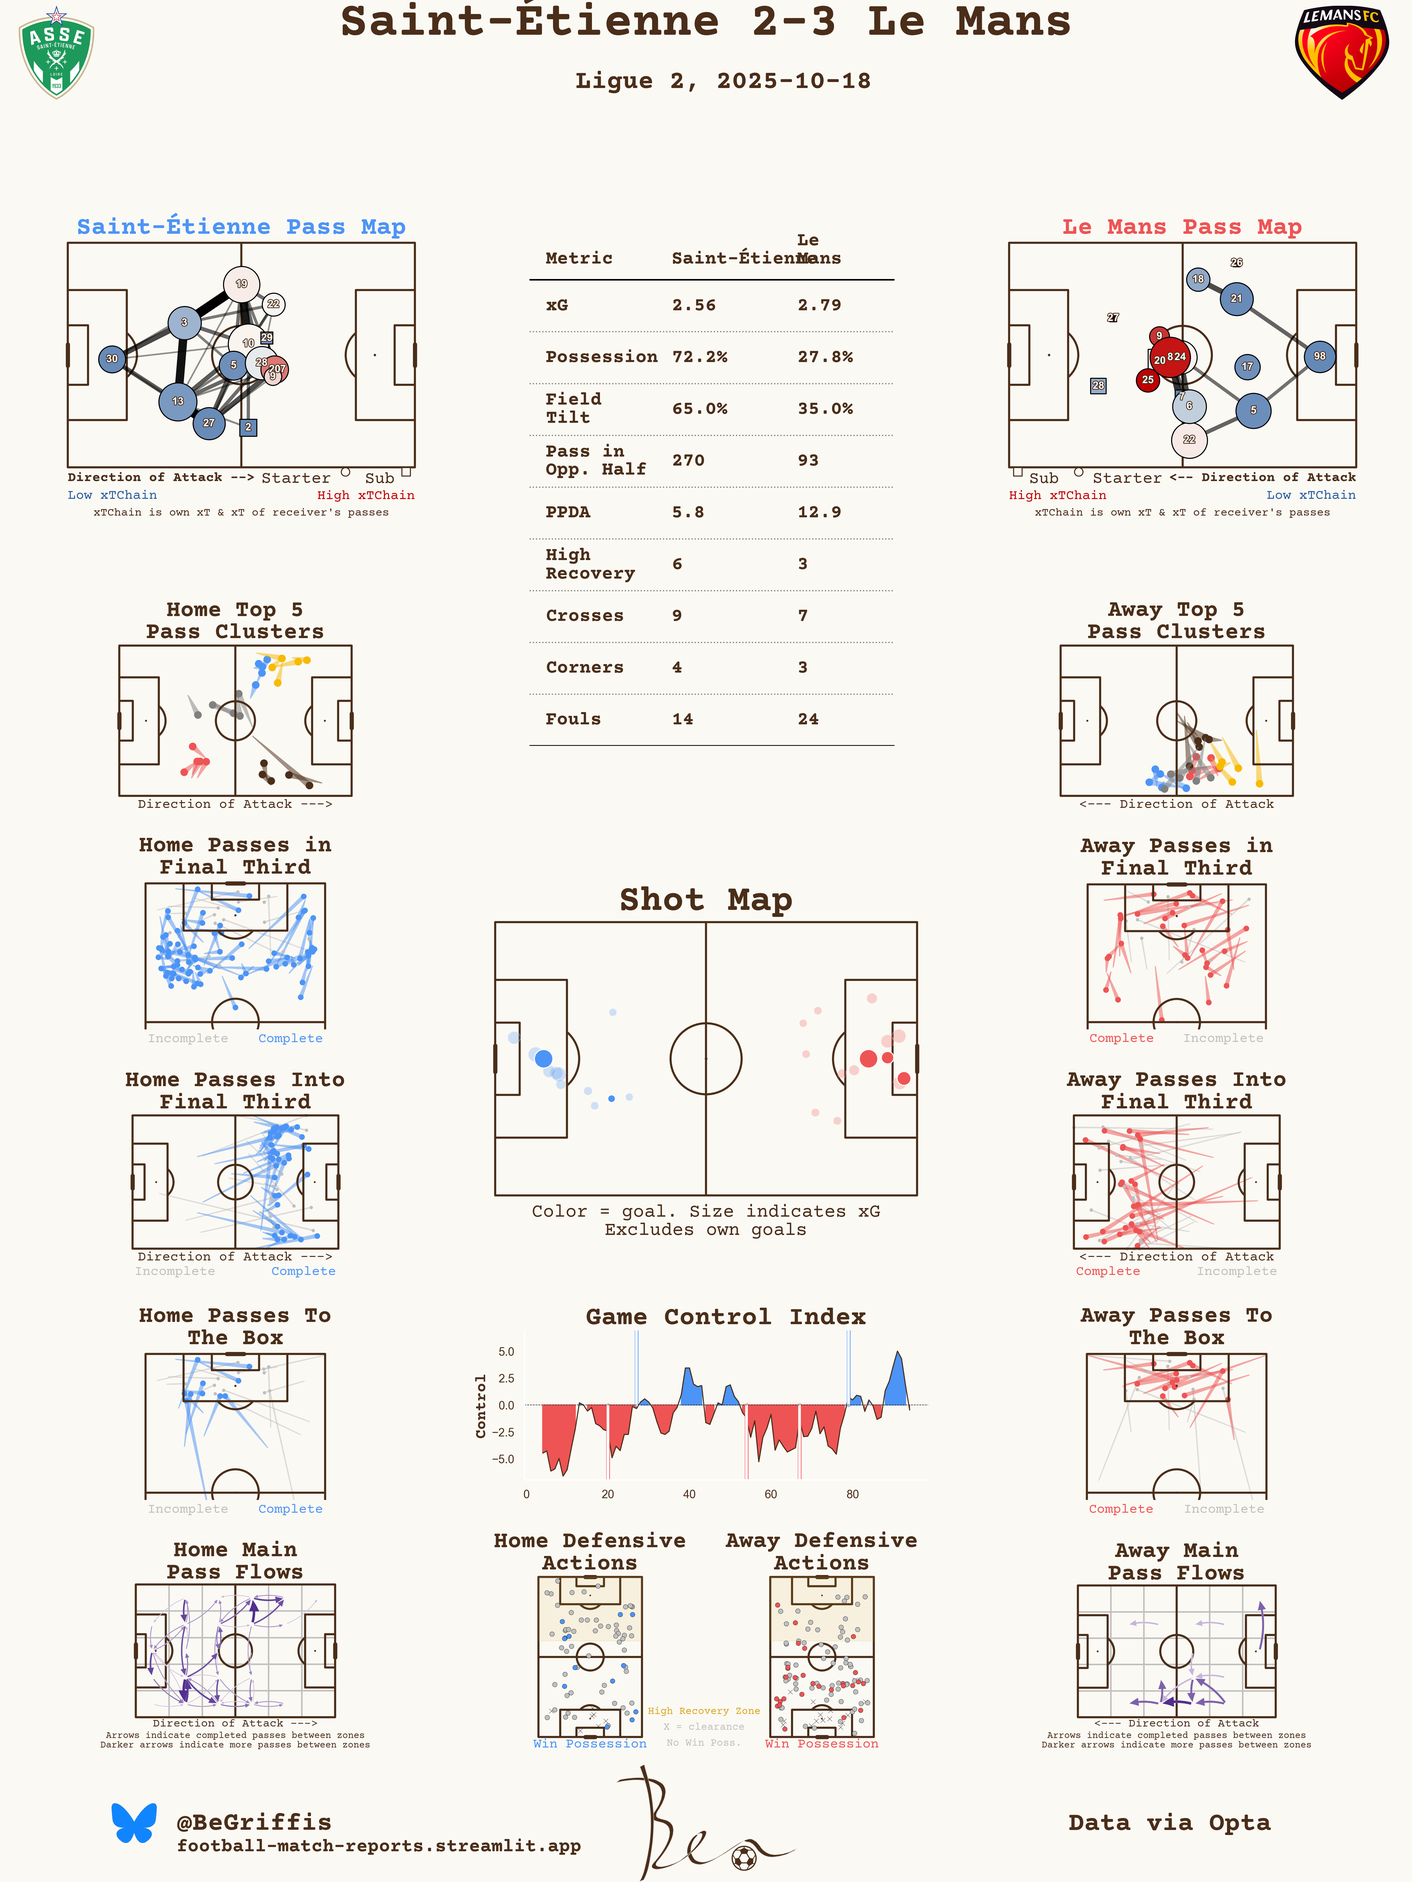 Saint-Étienne 2-3 Le Mans
Ligue 2, 2025-10-18
ASSE
SAINT-ÉTIENNE
LOIRE
LEMANS FC
Saint-Étienne Pass Map
19
22
3
10
29
30
5
28
207
9
13
27
2
Direction of Attack --> Starter Sub
Low xTChain High xTChain
xTChain is own xT & xT of receiver's passes
Metric Saint-Étienne Le Mans
xG 2.56 2.79
Possession 72.2% 27.8%
Field Tilt 65.0% 35.0%
Pass in Opp. Half 270 93
PPDA 5.8 12.9
High Recovery 6 3
Crosses 9 7
Corners 4 3
Fouls 14 24
Le Mans Pass Map
26
18
21
27
9
20 8 24
98
17
25
28
7
6
5
22
Sub Starter <-- Direction of Attack
High xTChain Low xTChain
xTChain is own xT & xT of receiver's passes
Home Top 5
Pass Clusters
Direction of Attack --->
Away Top 5
Pass Clusters
<--- Direction of Attack
Home Passes in
Final Third
Incomplete Complete
Away Passes in
Final Third
Complete Incomplete
Shot Map
Color = goal. Size indicates xG
Excludes own goals
Home Passes Into
Final Third
Direction of Attack --->
Incomplete Complete
Away Passes Into
Final Third
<--- Direction of Attack
Complete Incomplete
Home Passes To
The Box
Incomplete Complete
Game Control Index
Control
5.0
2.5
0.0
−2.5
−5.0
0 20 40 60 80
Away Passes To
The Box
Complete Incomplete
Home Main
Pass Flows
Direction of Attack --->
Arrows indicate completed passes between zones
Darker arrows indicate more passes between zones
Home Defensive
Actions
Win Possession
High Recovery Zone
X = clearance
No Win Poss.
Away Defensive
Actions
Win Possession
Away Main
Pass Flows
<--- Direction of Attack
Arrows indicate completed passes between zones
Darker arrows indicate more passes between zones
@BeGriffis
football-match-reports.streamlit.app
Ben
Data via Opta